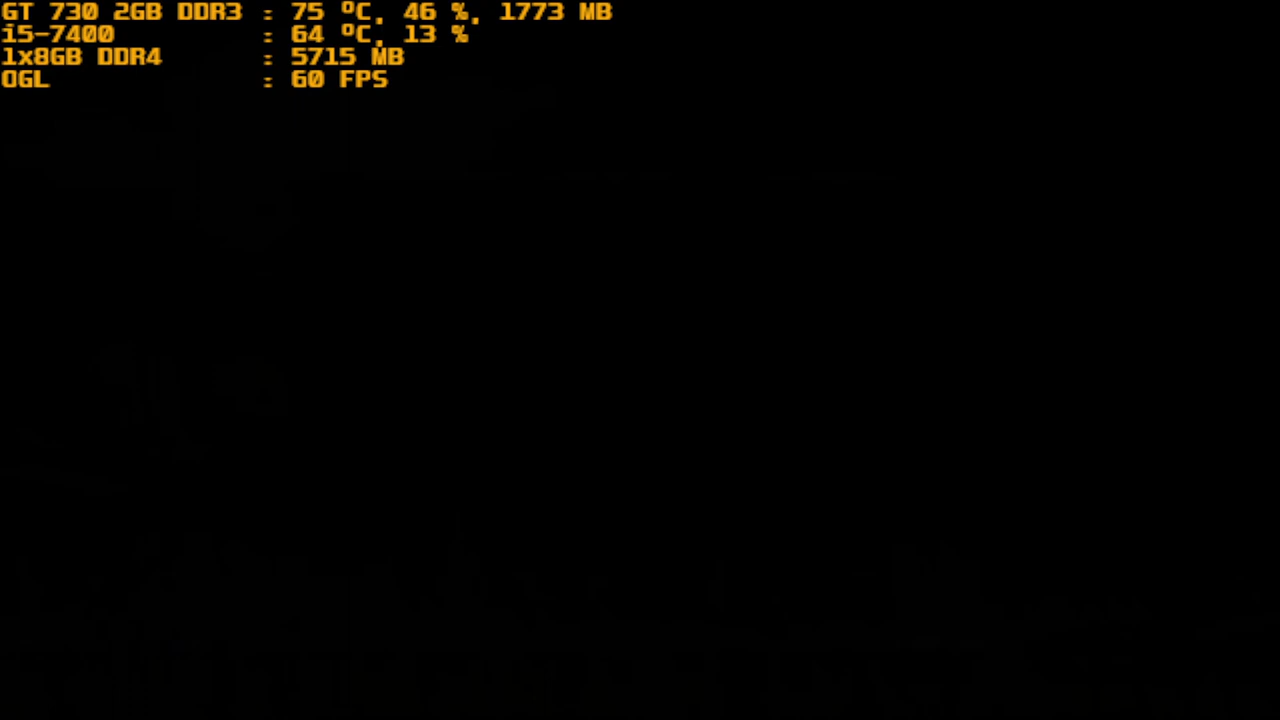 GT 730 2GB DDR3 : 75 ºC, 46 %, 1773 MB
i5-7400 : 64 ºC, 13 %
1x8GB DDR4 : 5715 MB
OGL : 60 FPS